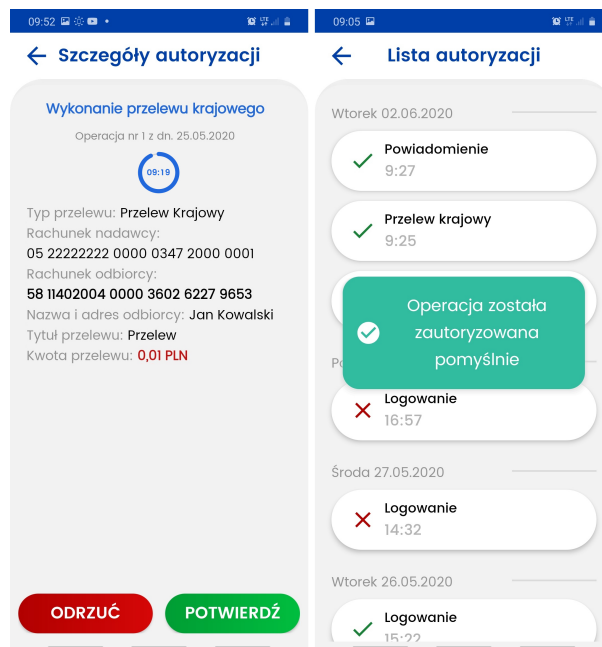 09:52
Szczegóły autoryzacji
Wykonanie przelewu krajowego
Operacja nr 1 z dn. 25.05.2020
09:19
Typ przelewu: Przelew Krajowy
Rachunek nadawcy:
05 22222222 0000 0347 2000 0001
Rachunek odbiorcy:
58 11402004 0000 3602 6227 9653
Nazwa i adres odbiorcy: Jan Kowalski
Tytuł przelewu: Przelew
Kwota przelewu: 0,01 PLN
ODRZUĆ
POTWIERDŹ
09:05
Lista autoryzacji
Wtorek 02.06.2020
Powiadomienie
9:27
Przelew krajowy
9:25
Operacja została
zautoryzowana
pomyślnie
Logowanie
16:57
Środa 27.05.2020
Logowanie
14:32
Wtorek 26.05.2020
Logowanie
15:22